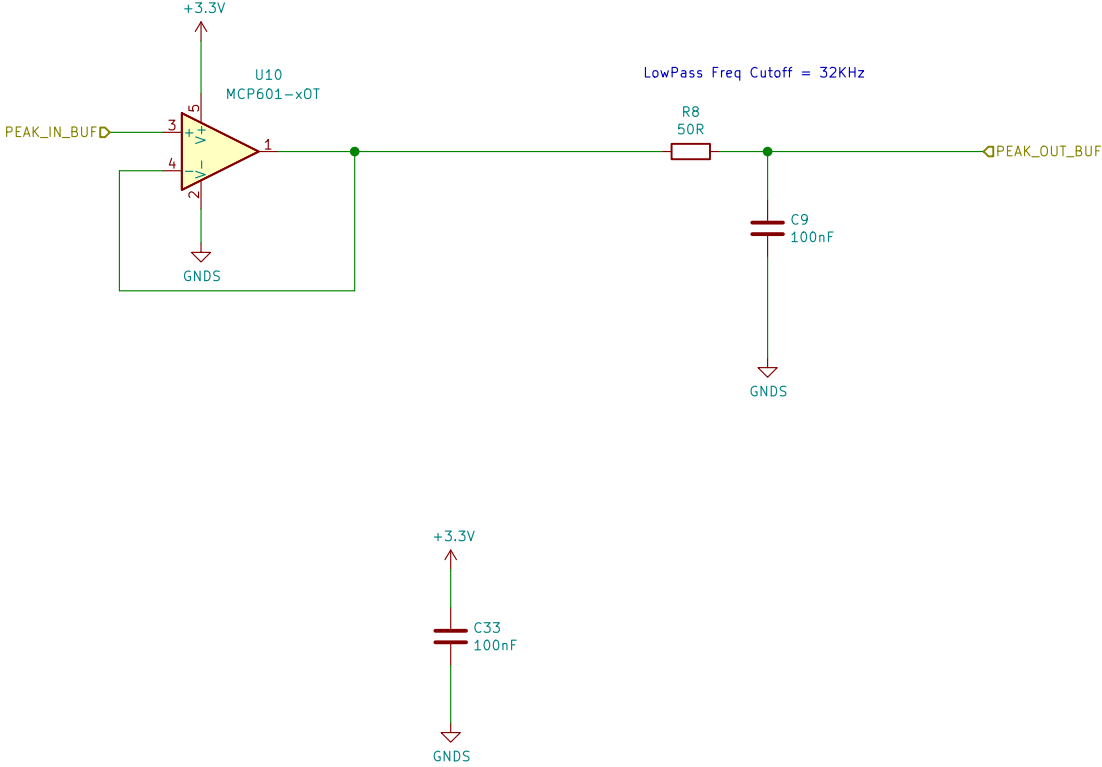 +3.3V
U10
MCP601-xOT
LowPass Freq Cutoff = 32KHz
R8
50R
PEAK_IN_BUF
5
3
+
V+
1
4
-
V-
2
PEAK_OUT_BUF
GNDS
C9
100nF
GNDS
+3.3V
C33
100nF
GNDS